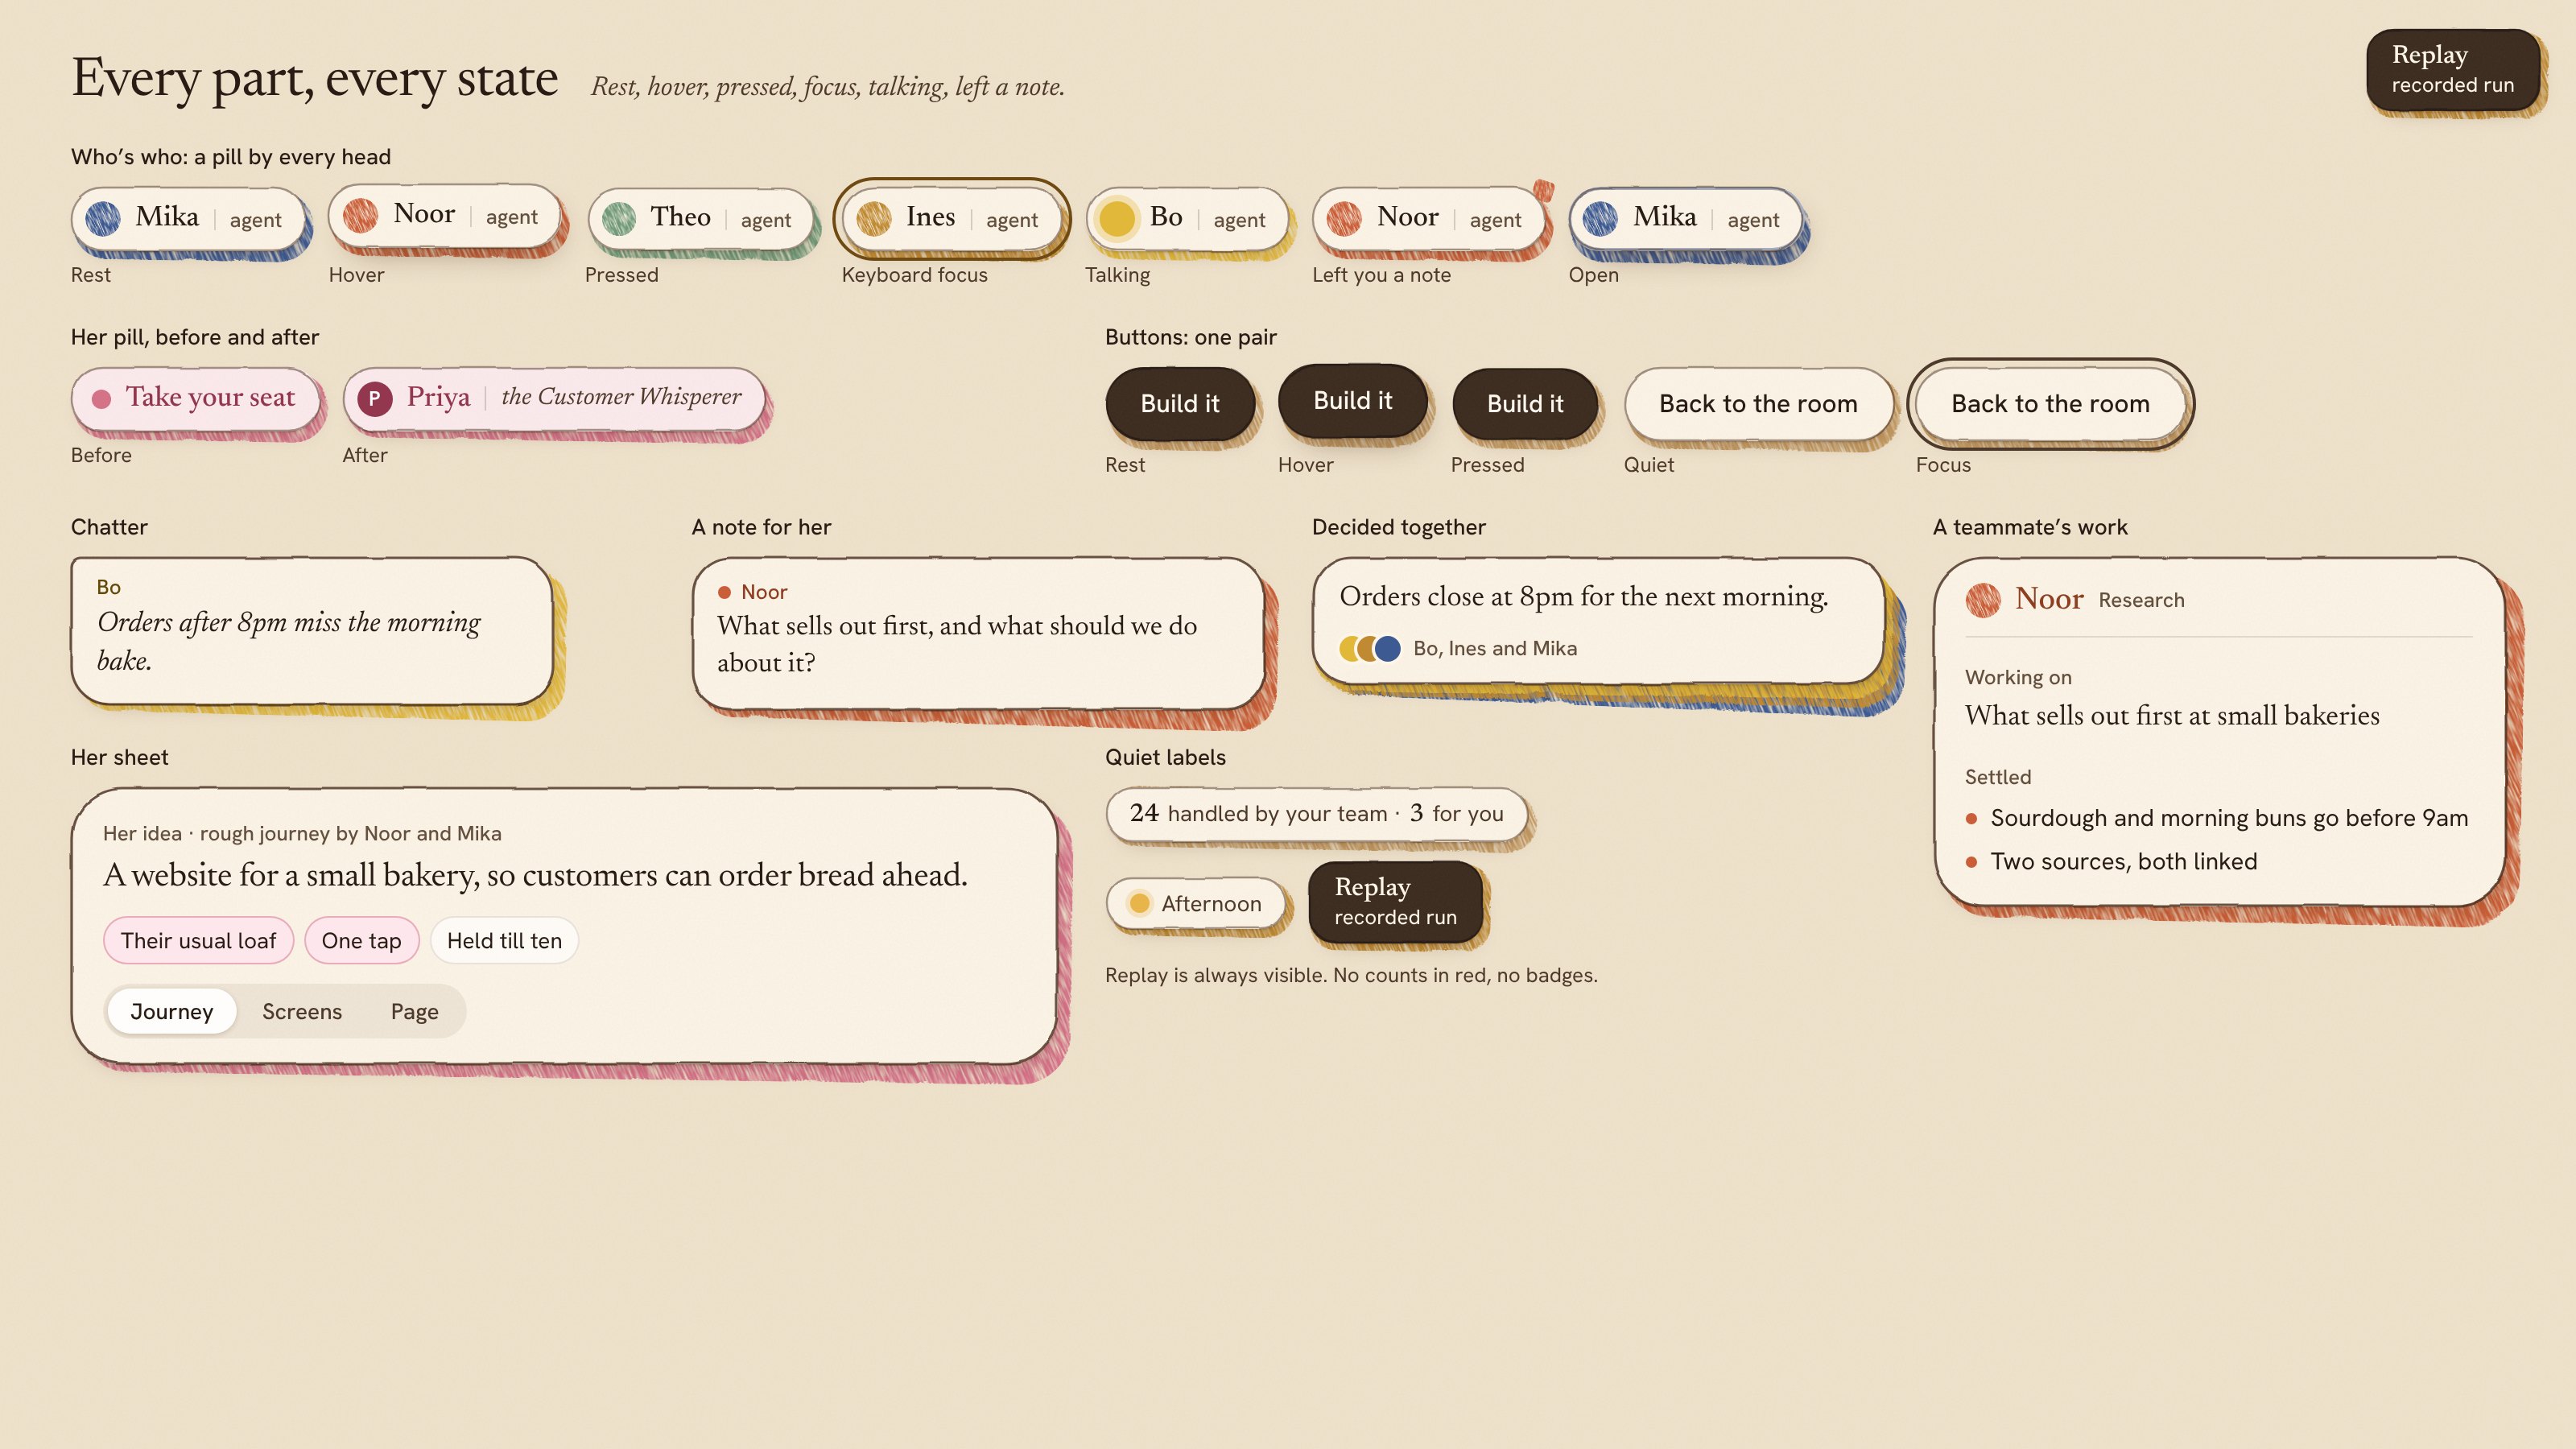 Every part, every state
Rest, hover, pressed, focus, talking, left a note.
Replay
recorded run
Who’s who: a pill by every head
Mika agent
Noor agent
Theo agent
Ines agent
Bo agent
Noor agent
Mika agent
Rest
Hover
Pressed
Keyboard focus
Talking
Left you a note
Open
Her pill, before and after
Take your seat
P Priya the Customer Whisperer
Before
After
Buttons: one pair
Build it
Build it
Build it
Back to the room
Back to the room
Rest
Hover
Pressed
Quiet
Focus
Chatter
Bo
Orders after 8pm miss the morning
bake.
A note for her
Noor
What sells out first, and what should we do
about it?
Decided together
Orders close at 8pm for the next morning.
Bo, Ines and Mika
A teammate’s work
Noor Research
Working on
What sells out first at small bakeries
Settled
Sourdough and morning buns go before 9am
Two sources, both linked
Her sheet
Her idea · rough journey by Noor and Mika
A website for a small bakery, so customers can order bread ahead.
Their usual loaf
One tap
Held till ten
Journey
Screens
Page
Quiet labels
24 handled by your team · 3 for you
Afternoon
Replay
recorded run
Replay is always visible. No counts in red, no badges.